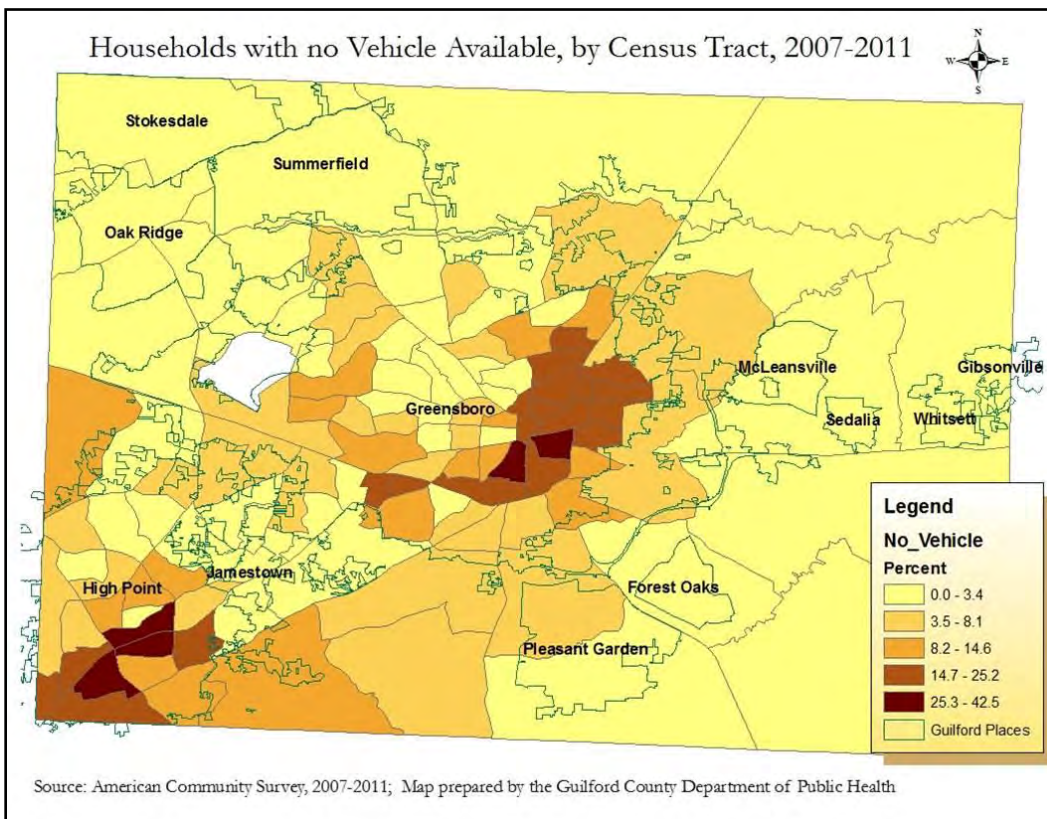 Households with no Vehicle Available, by Census Tract, 2007-2011
N
W E
S
Stokesdale
Summerfield
Oak Ridge
McLeansville
Gibsonville
Greensboro
Sedalia
Whitsett
Legend
No_Vehicle
Percent
0.0 - 3.4
3.5 - 8.1
8.2 - 14.6
14.7 - 25.2
25.3 - 42.5
Guilford Places
Jamestown
High Point
Forest Oaks
Pleasant Garden
Source: American Community Survey, 2007-2011; Map prepared by the Guilford County Department of Public Health